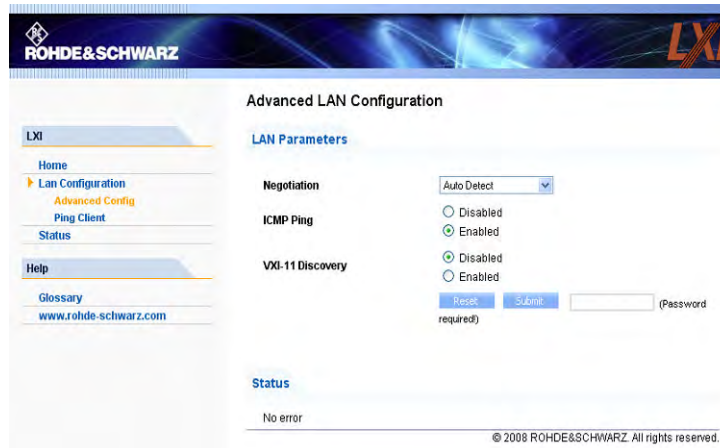 ROHDE&SCHWARZ
LXI
Advanced LAN Configuration
LXI
Home
Lan Configuration
Advanced Config
Ping Client
Status
Help
Glossary
www.rohde-schwarz.com
LAN Parameters
Negotiation Auto Detect
ICMP Ping
Disabled
Enabled
VXI-11 Discovery
Disabled
Enabled
Reset Submit (Password
required!)
Status
No error
© 2008 ROHDE&SCHWARZ. All rights reserved.